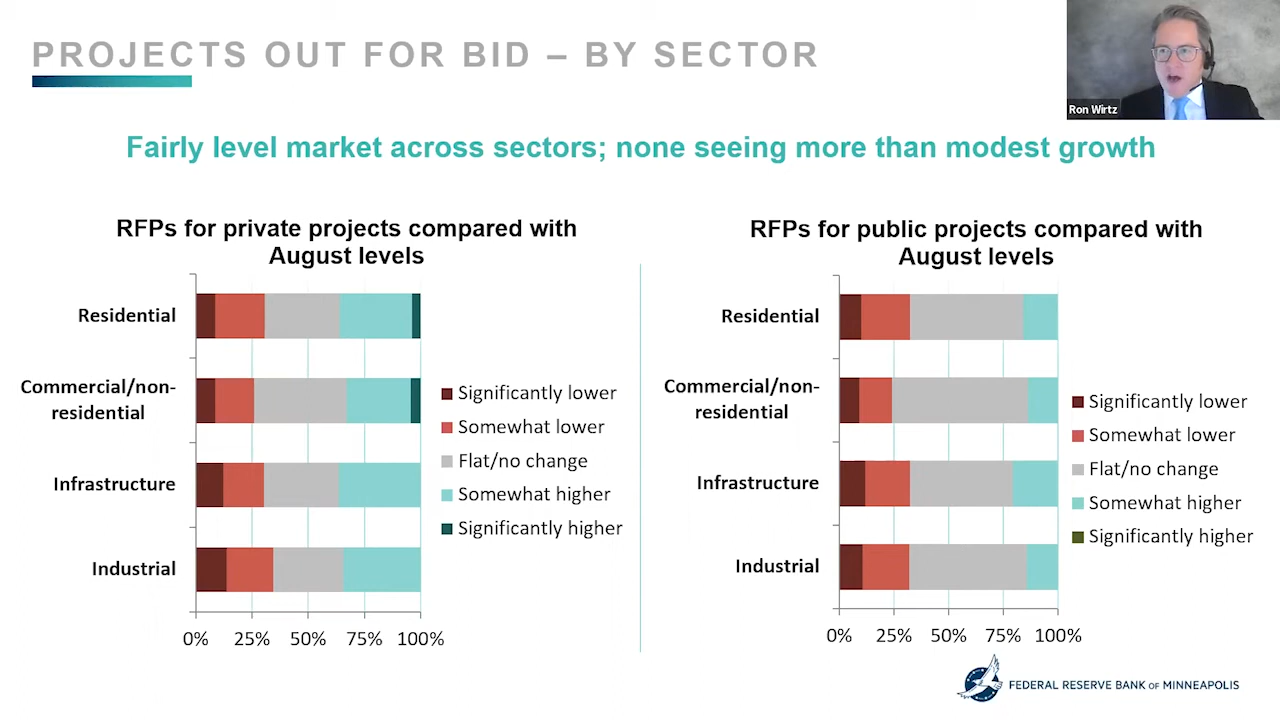 PROJECTS OUT FOR BID – BY SECTOR
Ron Wirtz
Fairly level market across sectors; none seeing more than modest growth
RFPs for private projects compared with
August levels
Residential
Commercial/non-
residential
Infrastructure
Industrial
0% 25% 50% 75% 100%
Significantly lower
Somewhat lower
Flat/no change
Somewhat higher
Significantly higher
RFPs for public projects compared with
August levels
Residential
Commercial/non-
residential
Infrastructure
Industrial
0% 25% 50% 75% 100%
Significantly lower
Somewhat lower
Flat/no change
Somewhat higher
Significantly higher
FEDERAL RESERVE BANK OF MINNEAPOLIS